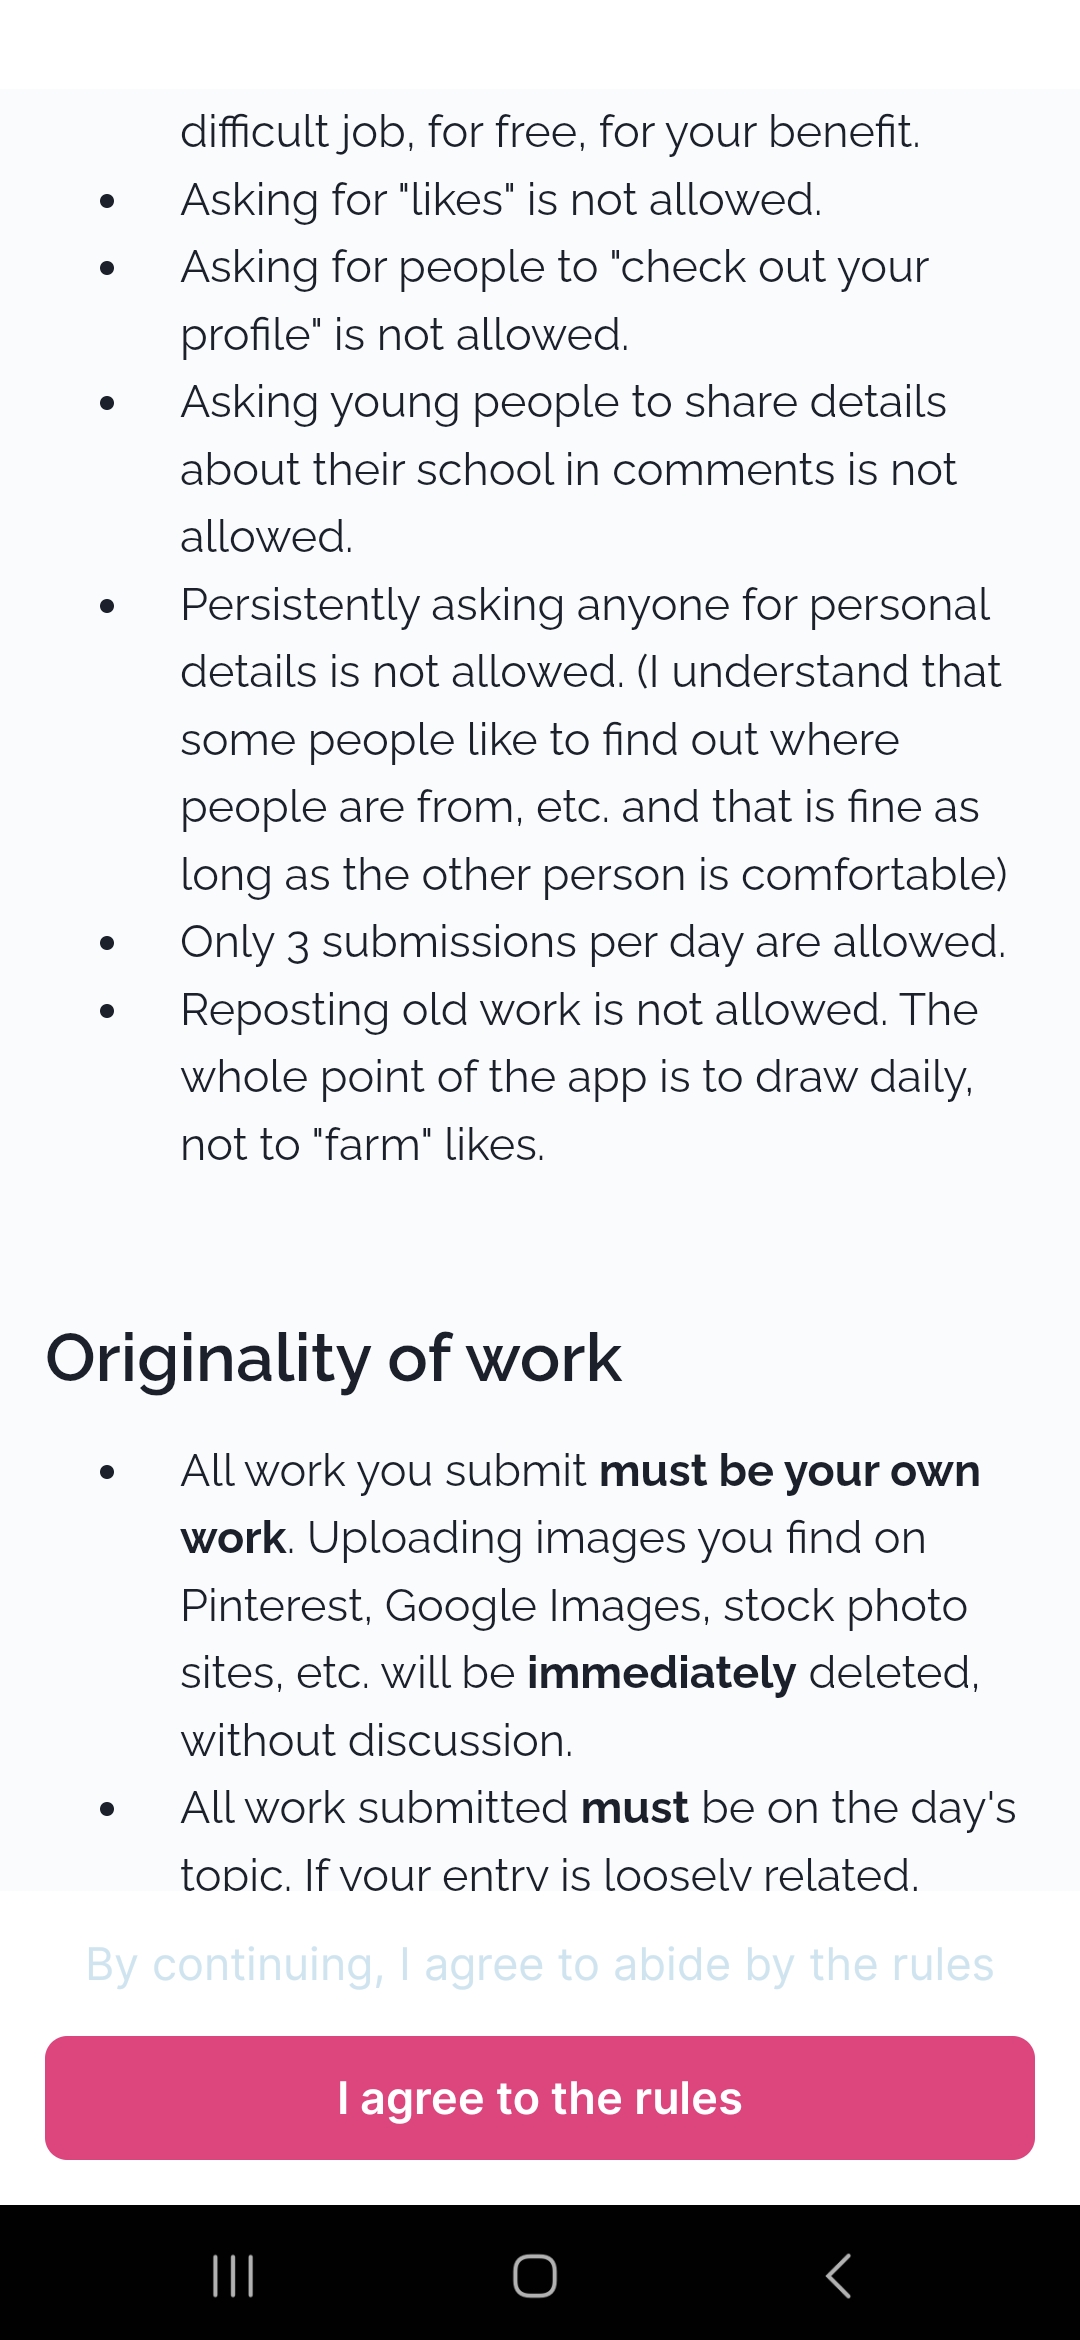 difficult job, for free, for your benefit.
• Asking for "likes" is not allowed.
• Asking for people to "check out your
profile" is not allowed.
• Asking young people to share details
about their school in comments is not
allowed.
• Persistently asking anyone for personal
details is not allowed. (I understand that
some people like to find out where
people are from, etc. and that is fine as
long as the other person is comfortable)
• Only 3 submissions per day are allowed.
• Reposting old work is not allowed. The
whole point of the app is to draw daily,
not to "farm" likes.
Originality of work
• All work you submit must be your own
work. Uploading images you find on
Pinterest, Google Images, stock photo
sites, etc. will be immediately deleted,
without discussion.
• All work submitted must be on the day's
topic. If your entry is loosely related,
By continuing, I agree to abide by the rules
I agree to the rules